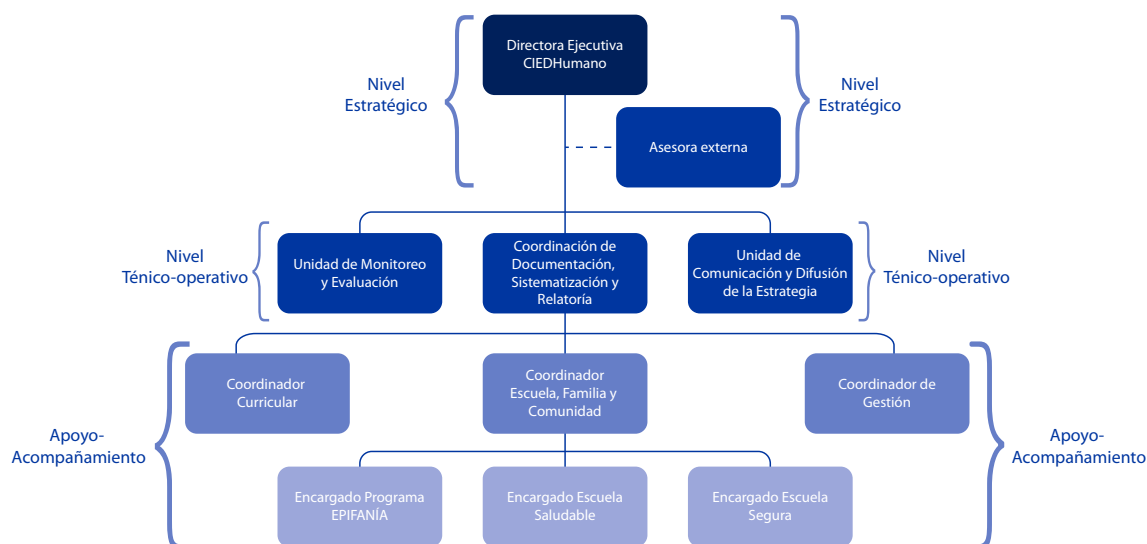 Directora Ejecutiva
CIEDHumano
Nivel
Estratégico
Nivel
Estratégico
Asesora externa
Nivel
Ténico-operativo
Unidad de Monitoreo
y Evaluación
Coordinación de
Documentación,
Sistematización y
Relatoría
Unidad de
Comunicación y Difusión
de la Estrategia
Nivel
Ténico-operativo
Coordinador
Curricular
Coordinador
Escuela, Familia y
Comunidad
Coordinador de
Gestión
Apoyo-
Acompañamiento
Apoyo-
Acompañamiento
Encargado Programa
EPIFANÍA
Encargado Escuela
Saludable
Encargado Escuela
Segura